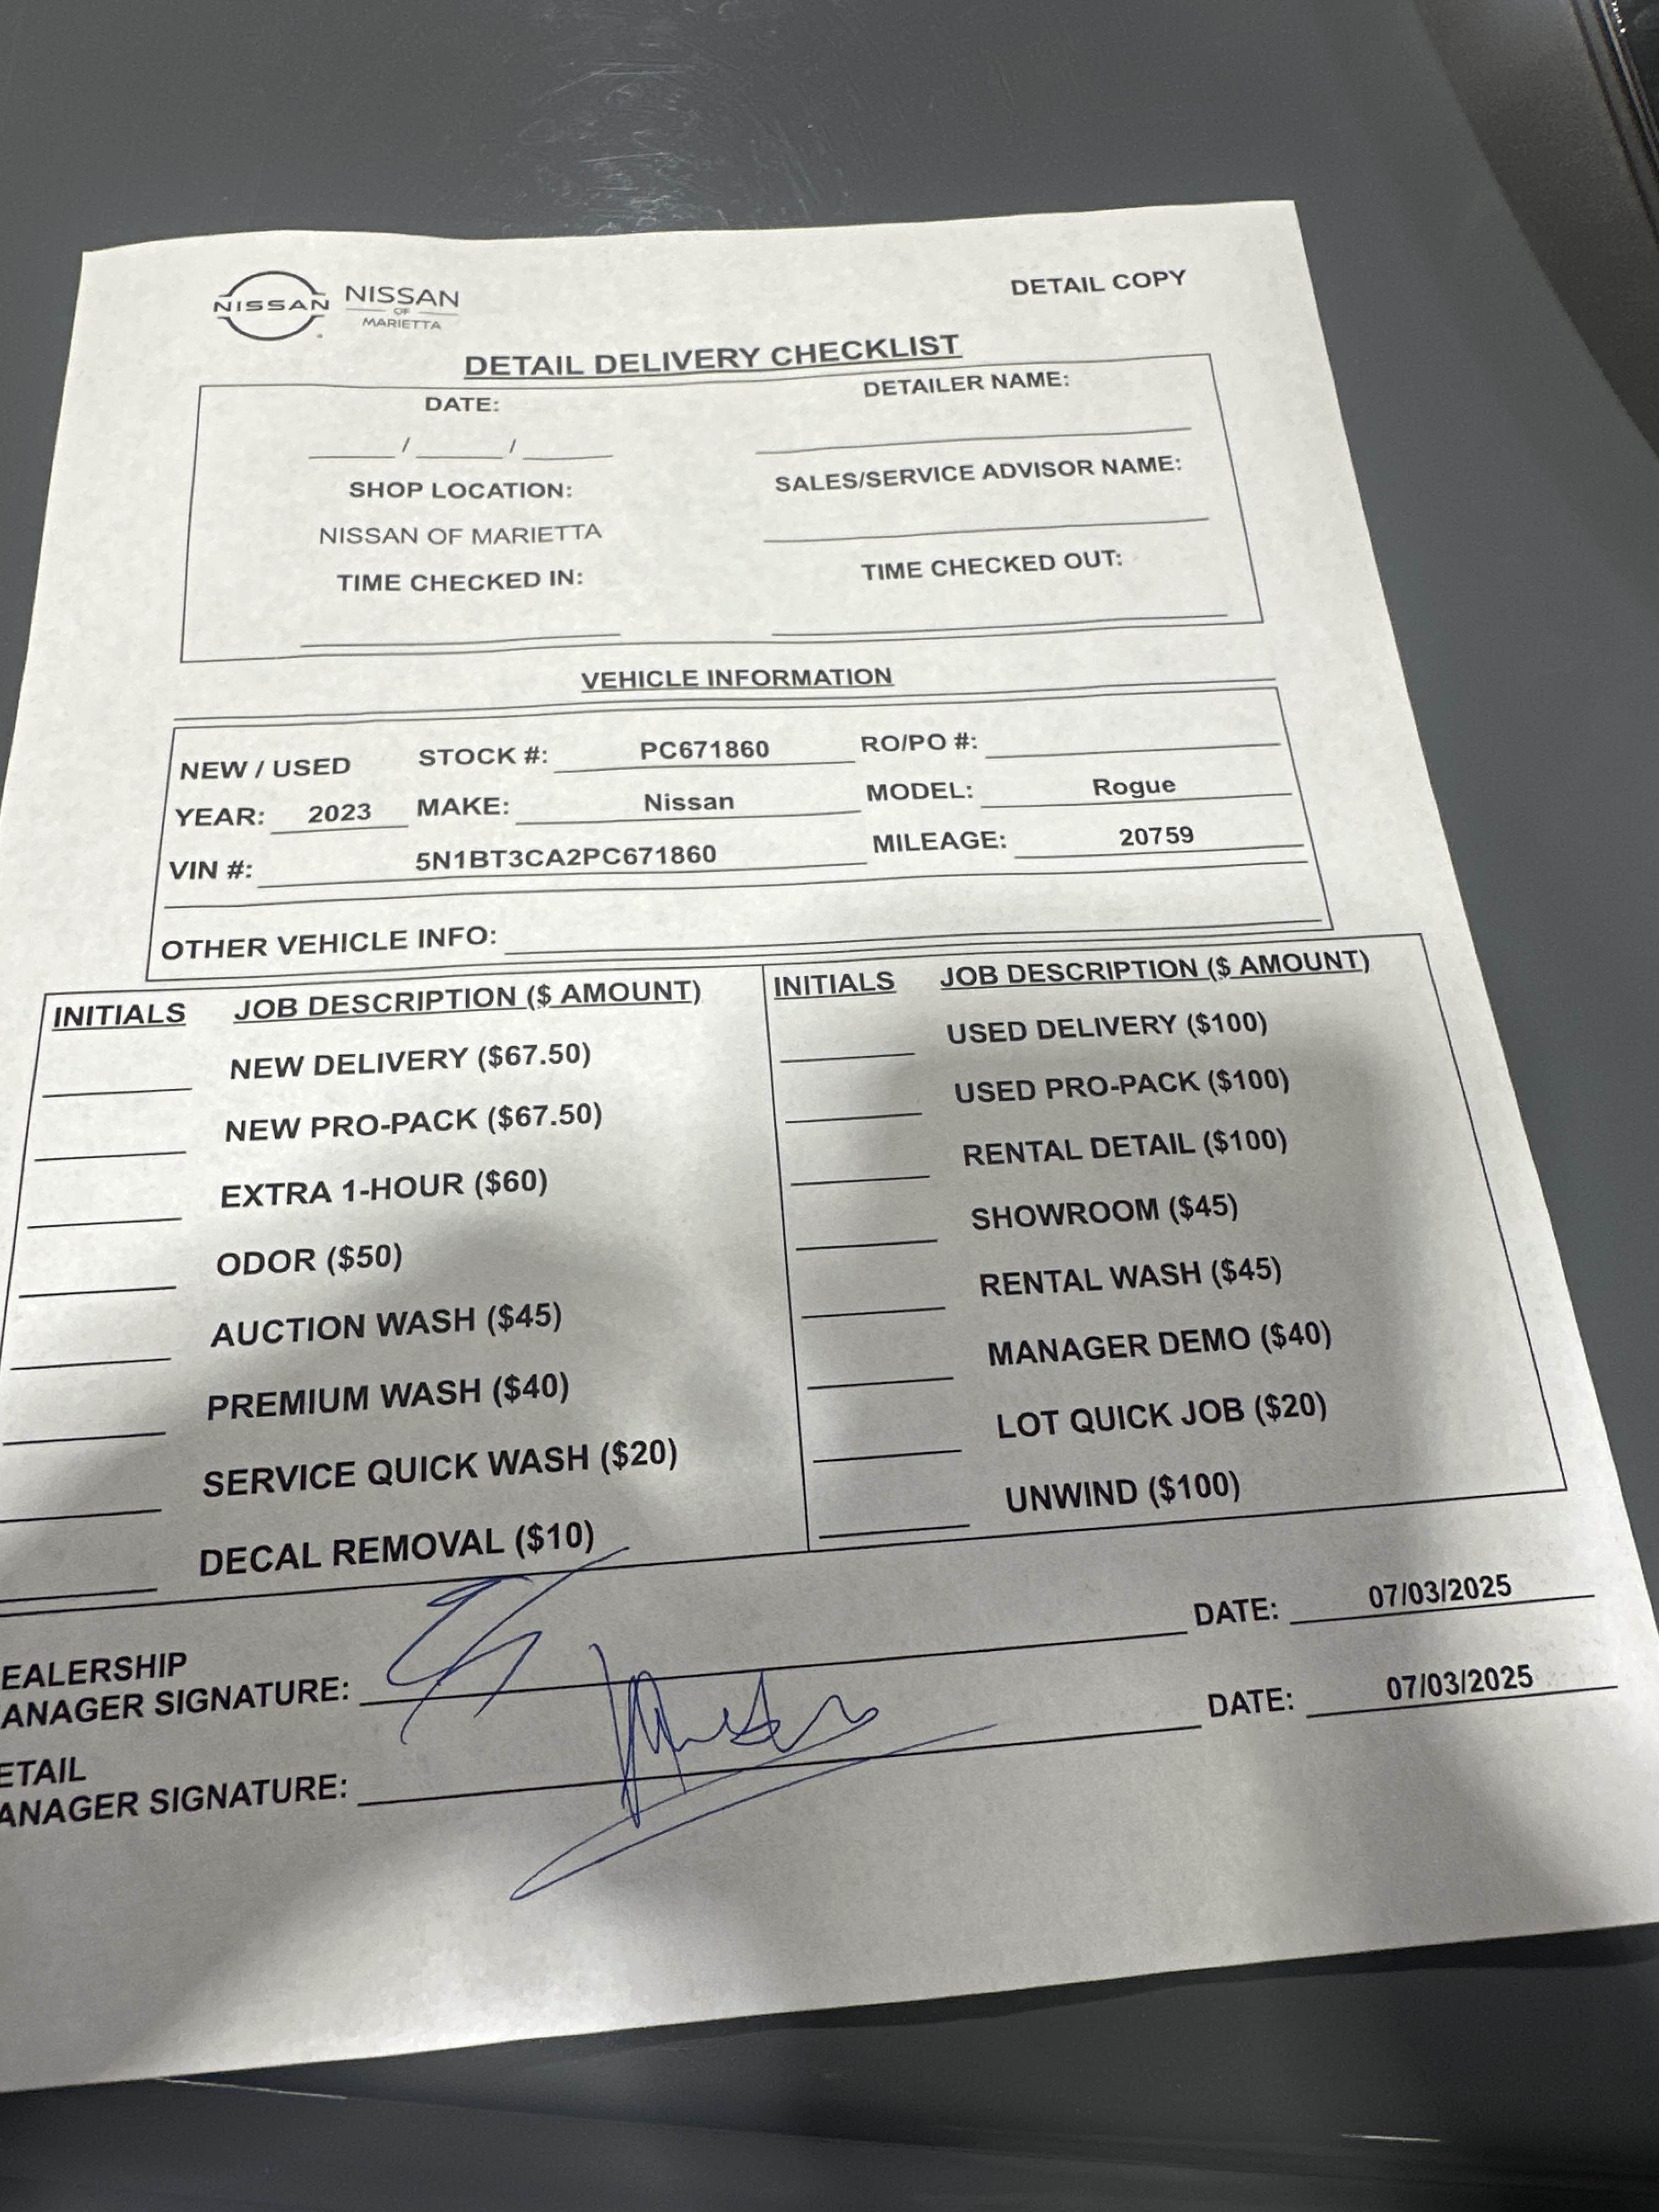 NISSAN NISSAN
OF
MARIETTA
DETAIL COPY
DETAIL DELIVERY CHECKLIST
DATE:
/ /
SHOP LOCATION:
NISSAN OF MARIETTA
TIME CHECKED IN:
DETAILER NAME:
SALES/SERVICE ADVISOR NAME:
TIME CHECKED OUT:
VEHICLE INFORMATION
NEW / USED STOCK #: PC671860 RO/PO #:
YEAR: 2023 MAKE: Nissan MODEL: Rogue
VIN #: 5N1BT3CA2PC671860 MILEAGE: 20759
OTHER VEHICLE INFO:
INITIALS JOB DESCRIPTION ($ AMOUNT)
NEW DELIVERY ($67.50)
NEW PRO-PACK ($67.50)
EXTRA 1-HOUR ($60)
ODOR ($50)
AUCTION WASH ($45)
PREMIUM WASH ($40)
SERVICE QUICK WASH ($20)
DECAL REMOVAL ($10)
INITIALS JOB DESCRIPTION ($ AMOUNT)
USED DELIVERY ($100)
USED PRO-PACK ($100)
RENTAL DETAIL ($100)
SHOWROOM ($45)
RENTAL WASH ($45)
MANAGER DEMO ($40)
LOT QUICK JOB ($20)
UNWIND ($100)
EALERSHIP
ANAGER SIGNATURE: DATE: 07/03/2025
ETAIL
ANAGER SIGNATURE: DATE: 07/03/2025